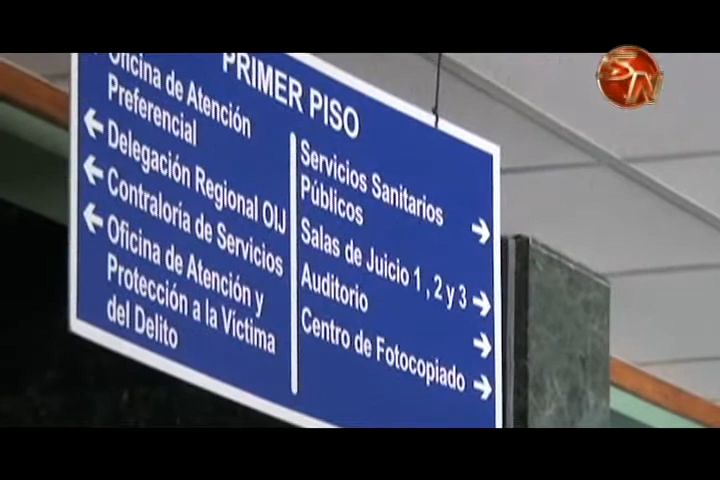 PRIMER PISO
Oficina de Atención
Preferencial
Delegación Regional OIJ
Contraloría de Servicios
Oficina de Atención y
Protección a la Víctima
del Delito
Servicios Sanitarios
Públicos
Salas de Juicio 1 , 2 y 3
Auditorio
Centro de Fotocopiado
SN